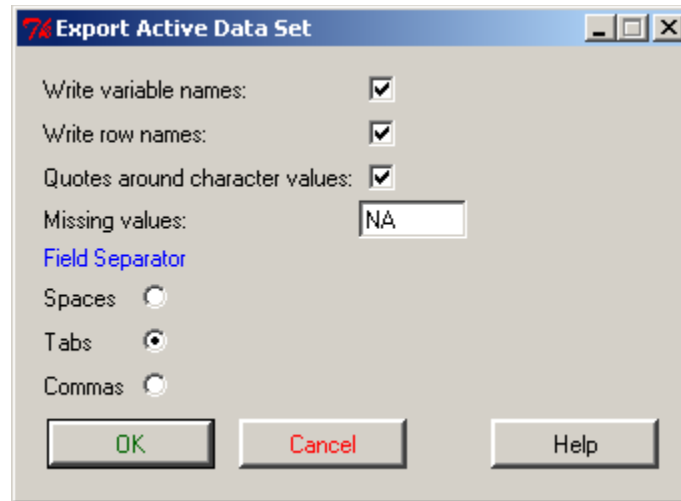 7% Export Active Data Set
Write variable names:
Write row names:
Quotes around character values:
Missing values: NA
Field Separator
Spaces
Tabs
Commas
OK Cancel Help